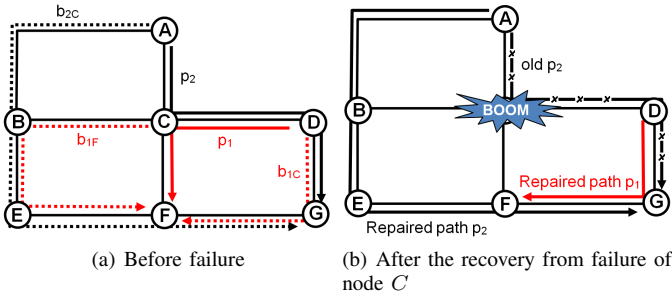 b2C
A
p2
B
C
D
b1F
p1
b1C
E
F
G
(a) Before failure
A
old p2
B
BOOM
D
Repaired path p1
E
F
G
Repaired path p2
(b) After the recovery from failure of
node C